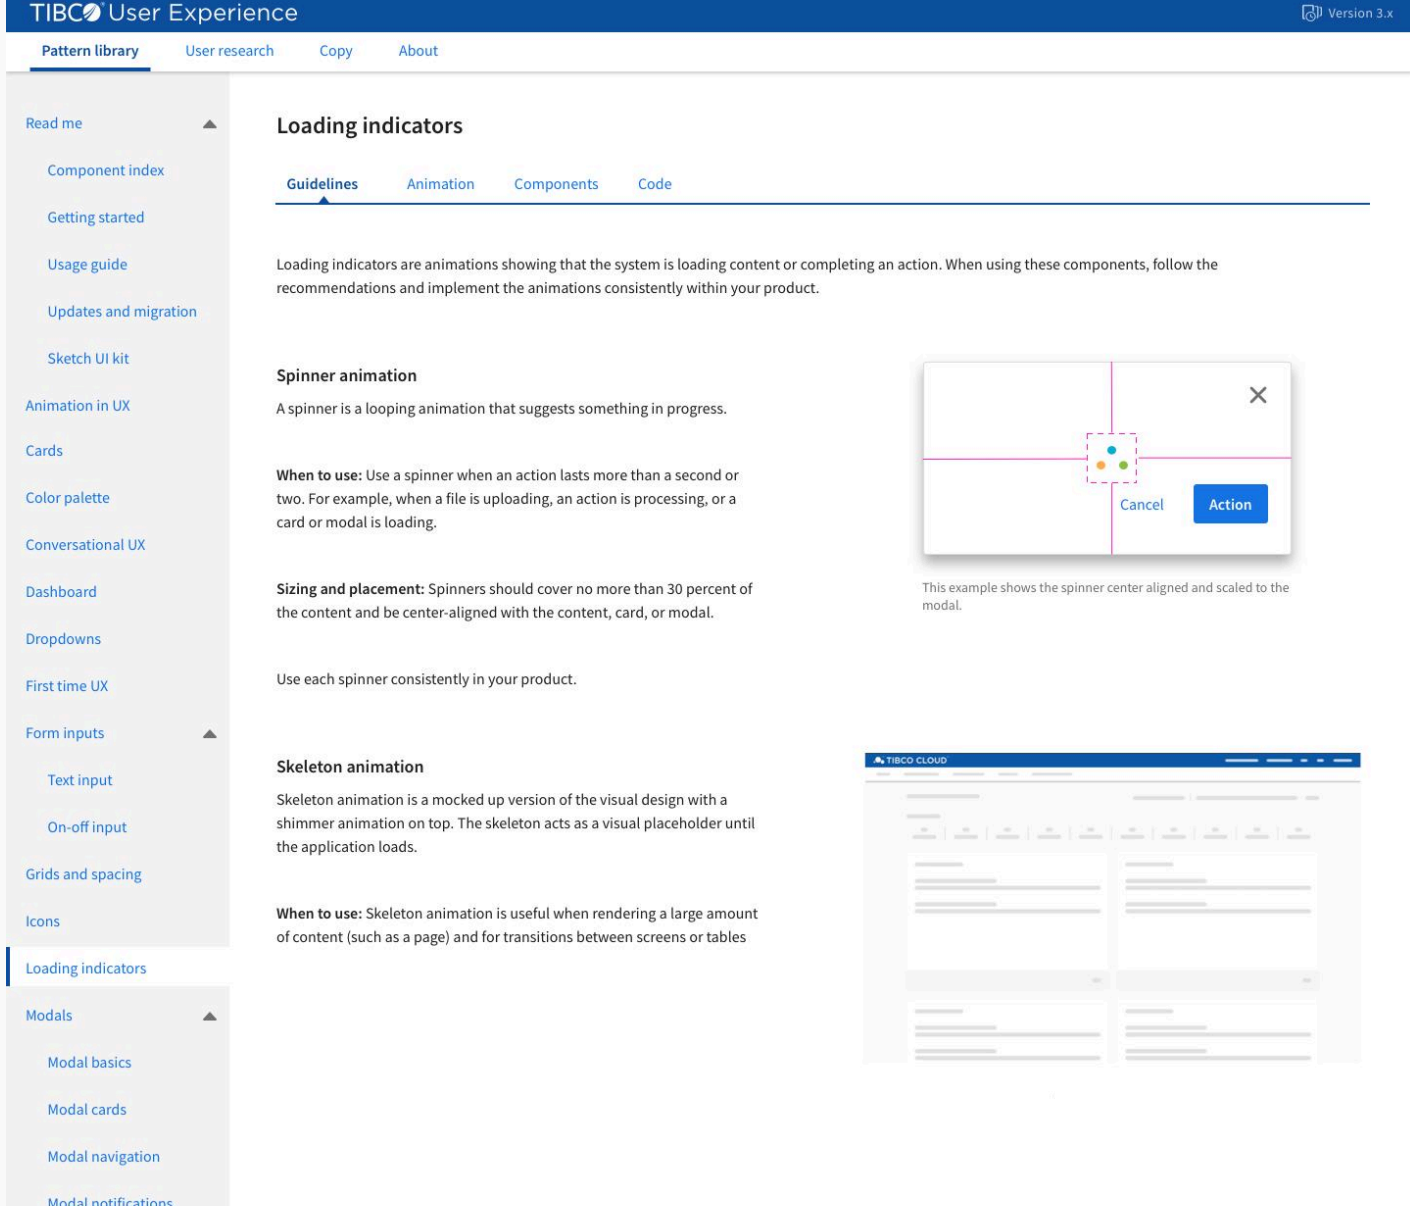 TIBCO User Experience
Version 3.x
Pattern library
User research
Copy
About
Read me
Component index
Getting started
Usage guide
Updates and migration
Sketch UI kit
Animation in UX
Cards
Color palette
Conversational UX
Dashboard
Dropdowns
First time UX
Form inputs
Text input
On-off input
Grids and spacing
Icons
Loading indicators
Modals
Modal basics
Modal cards
Modal navigation
Modal notifications
Loading indicators
Guidelines
Animation
Components
Code
Loading indicators are animations showing that the system is loading content or completing an action. When using these components, follow the
recommendations and implement the animations consistently within your product.
Spinner animation
A spinner is a looping animation that suggests something in progress.
When to use: Use a spinner when an action lasts more than a second or
two. For example, when a file is uploading, an action is processing, or a
card or modal is loading.
Sizing and placement: Spinners should cover no more than 30 percent of
the content and be center-aligned with the content, card, or modal.
Use each spinner consistently in your product.
Cancel
Action
This example shows the spinner center aligned and scaled to the
modal.
Skeleton animation
Skeleton animation is a mocked up version of the visual design with a
shimmer animation on top. The skeleton acts as a visual placeholder until
the application loads.
When to use: Skeleton animation is useful when rendering a large amount
of content (such as a page) and for transitions between screens or tables
TIBCO CLOUD